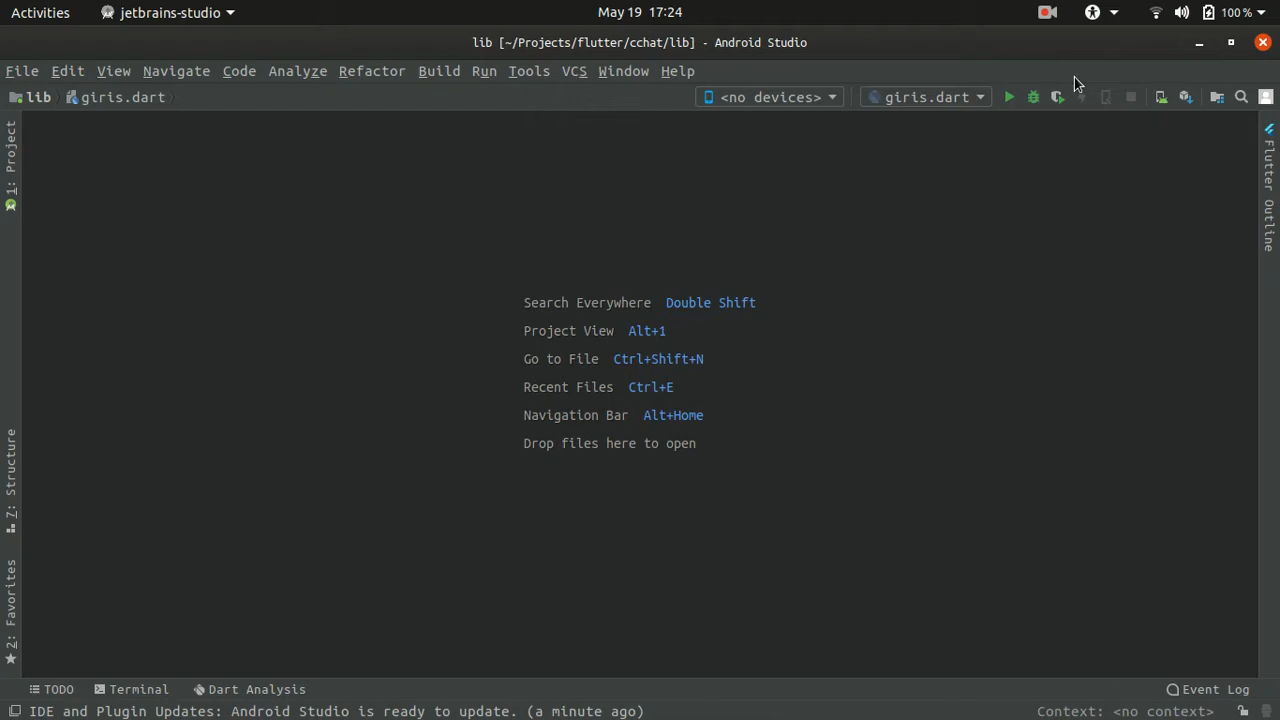 Activities jetbrains-studio May 19 17:24 100 %
lib [~/Projects/flutter/cchat/lib] - Android Studio
File Edit View Navigate Code Analyze Refactor Build Run Tools VCS Window Help
lib giris.dart <no devices> giris.dart
1: Project
7: Structure
2: Favorites
Flutter Outline
Search Everywhere Double Shift
Project View Alt+1
Go to File Ctrl+Shift+N
Recent Files Ctrl+E
Navigation Bar Alt+Home
Drop files here to open
TODO Terminal Dart Analysis Event Log
IDE and Plugin Updates: Android Studio is ready to update. (a minute ago) Context: <no context>